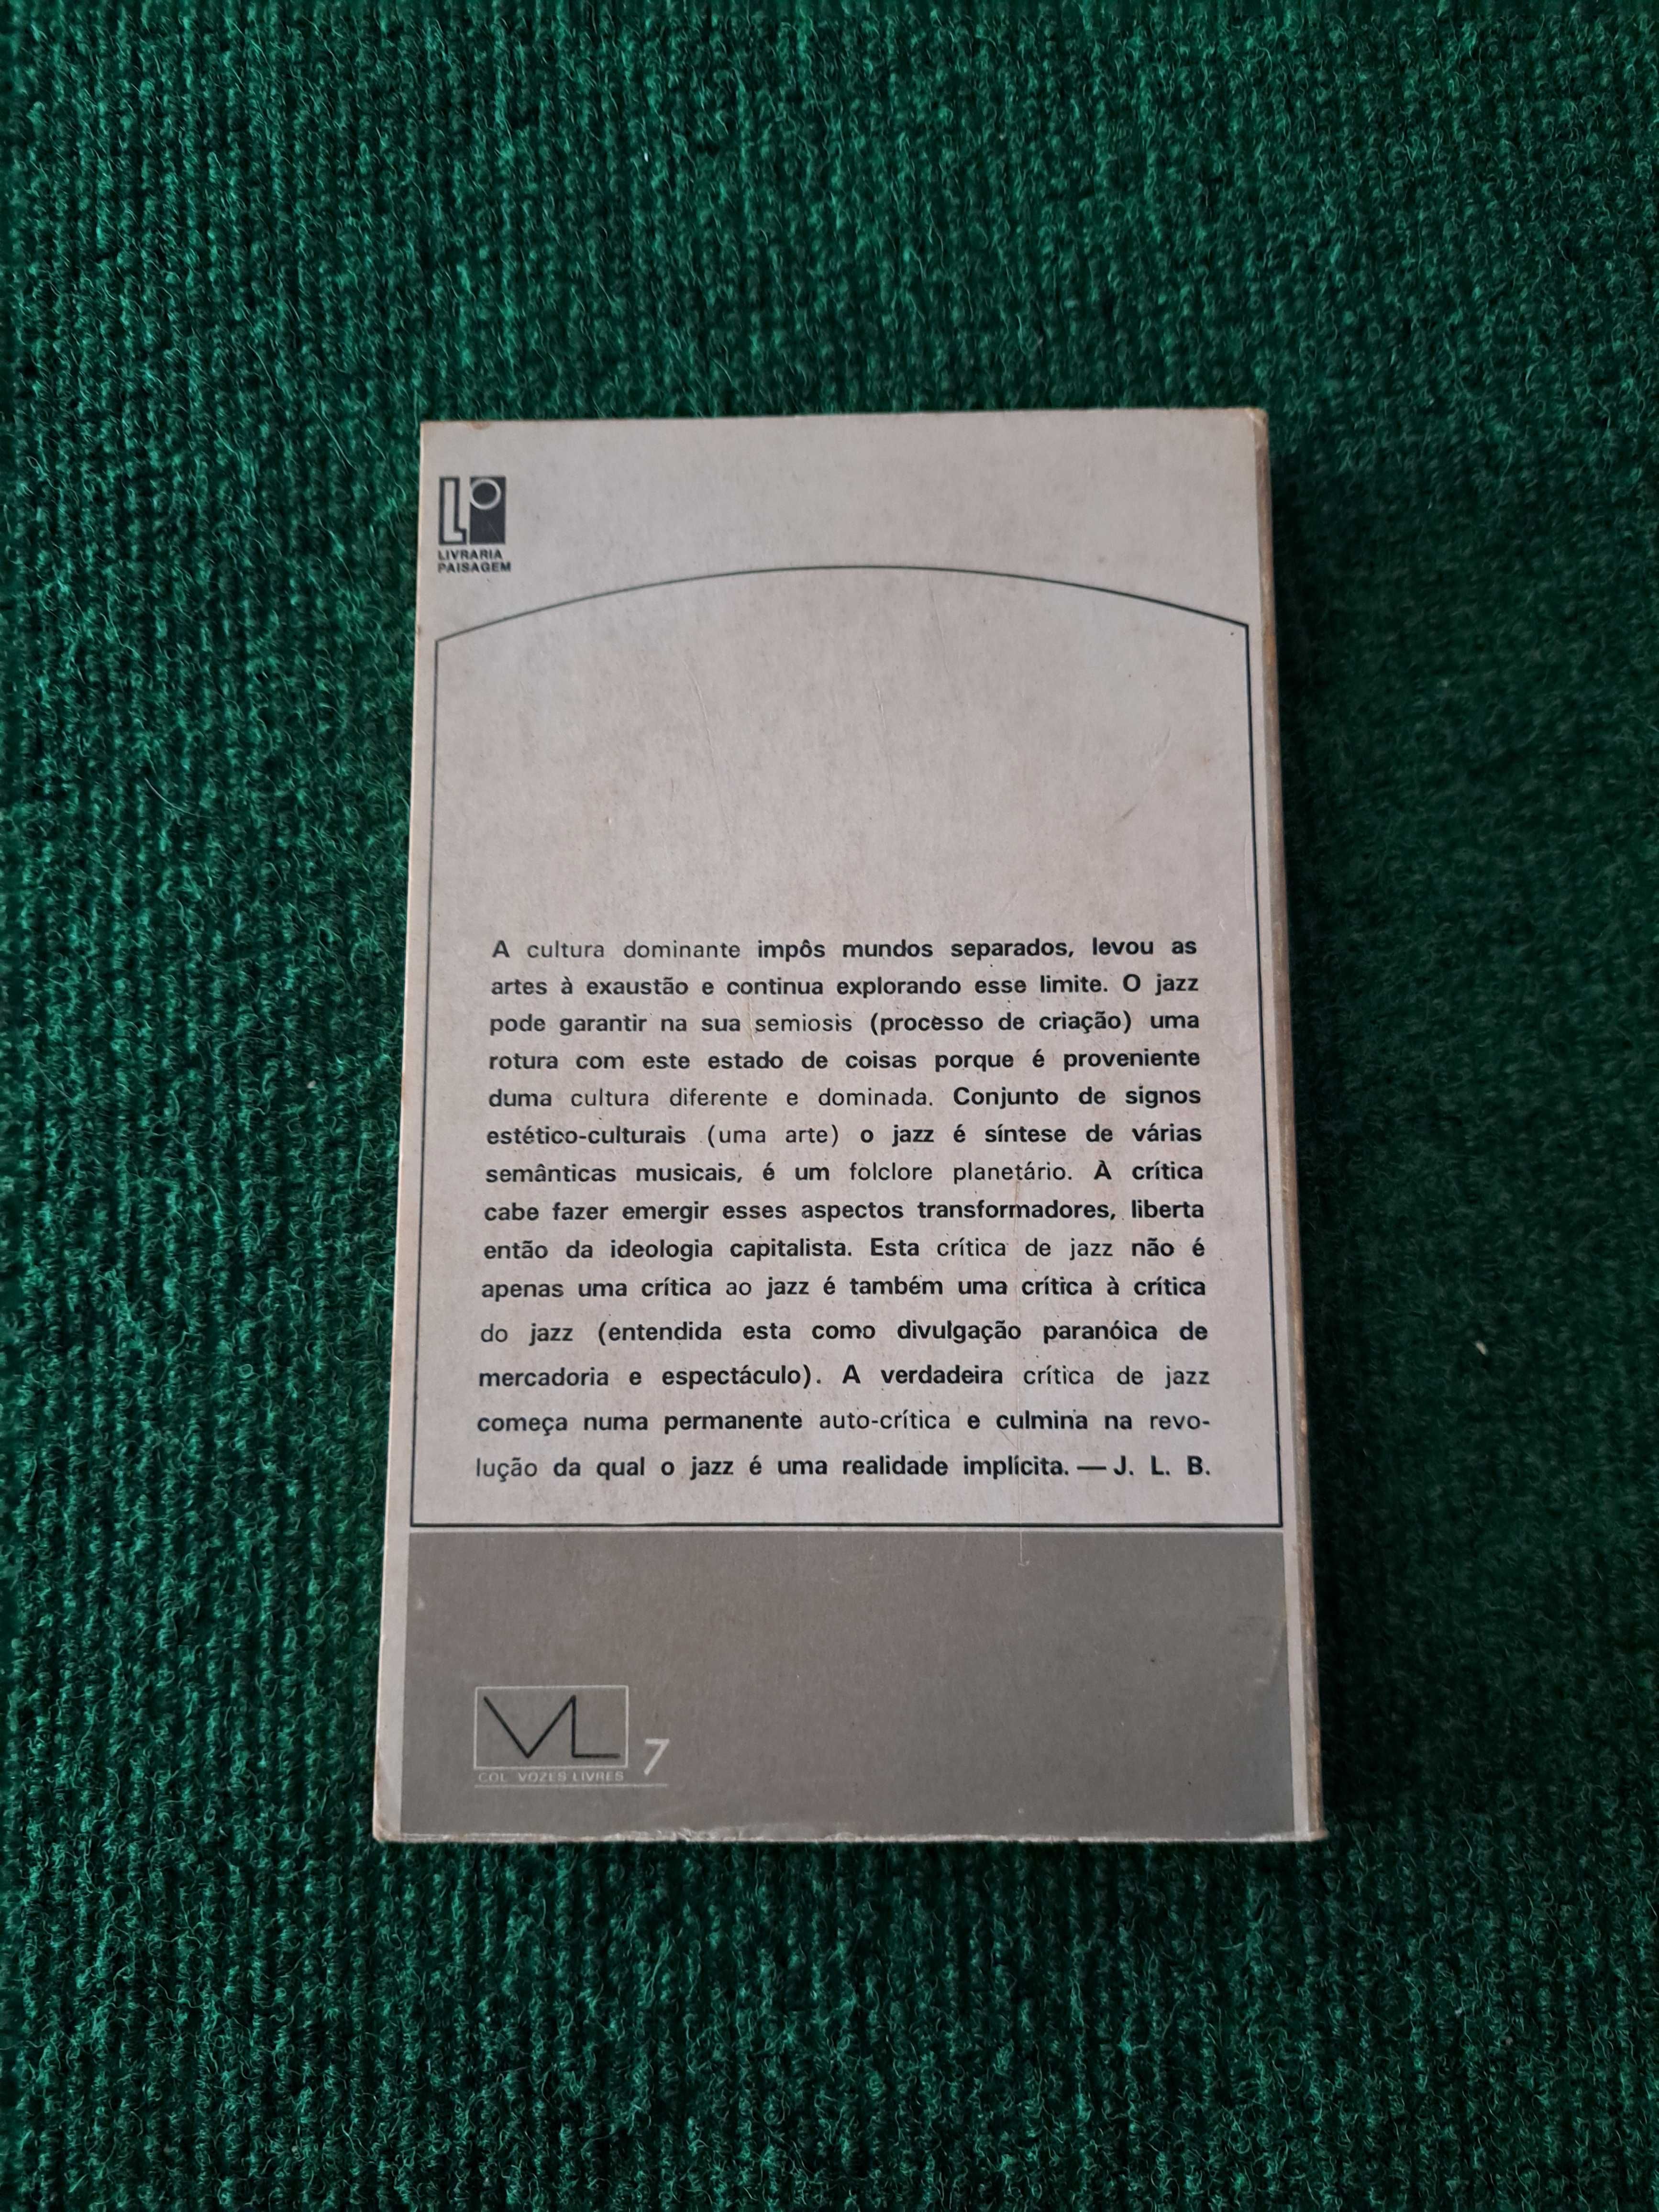 LIVRARIA
PAISAGEM
A cultura dominante impôs mundos separados, levou as
artes à exaustão e continua explorando esse limite. O jazz
pode garantir na sua semiosis (processo de criação) uma
rotura com este estado de coisas porque é proveniente
duma cultura diferente e dominada. Conjunto de signos
estético-culturais (uma arte) o jazz é síntese de várias
semânticas musicais, é um folclore planetário. À crítica
cabe fazer emergir esses aspectos transformadores, liberta
então da ideologia capitalista. Esta crítica de jazz não é
apenas uma crítica ao jazz é também uma crítica à crítica
do jazz (entendida esta como divulgação paranóica de
mercadoria e espectáculo). A verdadeira crítica de jazz
começa numa permanente auto-crítica e culmina na revo-
lução da qual o jazz é uma realidade implícita. — J. L. B.
VL
COL. VOZES LIVRES 7